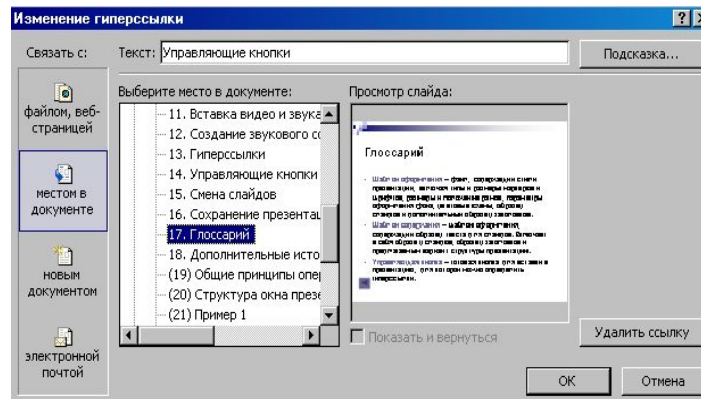 Изменение гиперссылки
Связать с:
Текст: Управляющие кнопки
Подсказка...
файлом, веб-
страницей
местом в
документе
новым
документом
электронной
почтой
Выберите место в документе:
11. Вставка видео и звука
12. Создание звукового со
13. Гиперссылки
14. Управляющие кнопки
15. Смена слайдов
16. Сохранение презентац
17. Глоссарий
18. Дополнительные исто
(19) Общие принципы опер
(20) Структура окна презе
(21) Пример 1
Просмотр слайда:
Глоссарий
Показать и вернуться
Удалить ссылку
ОК
Отмена